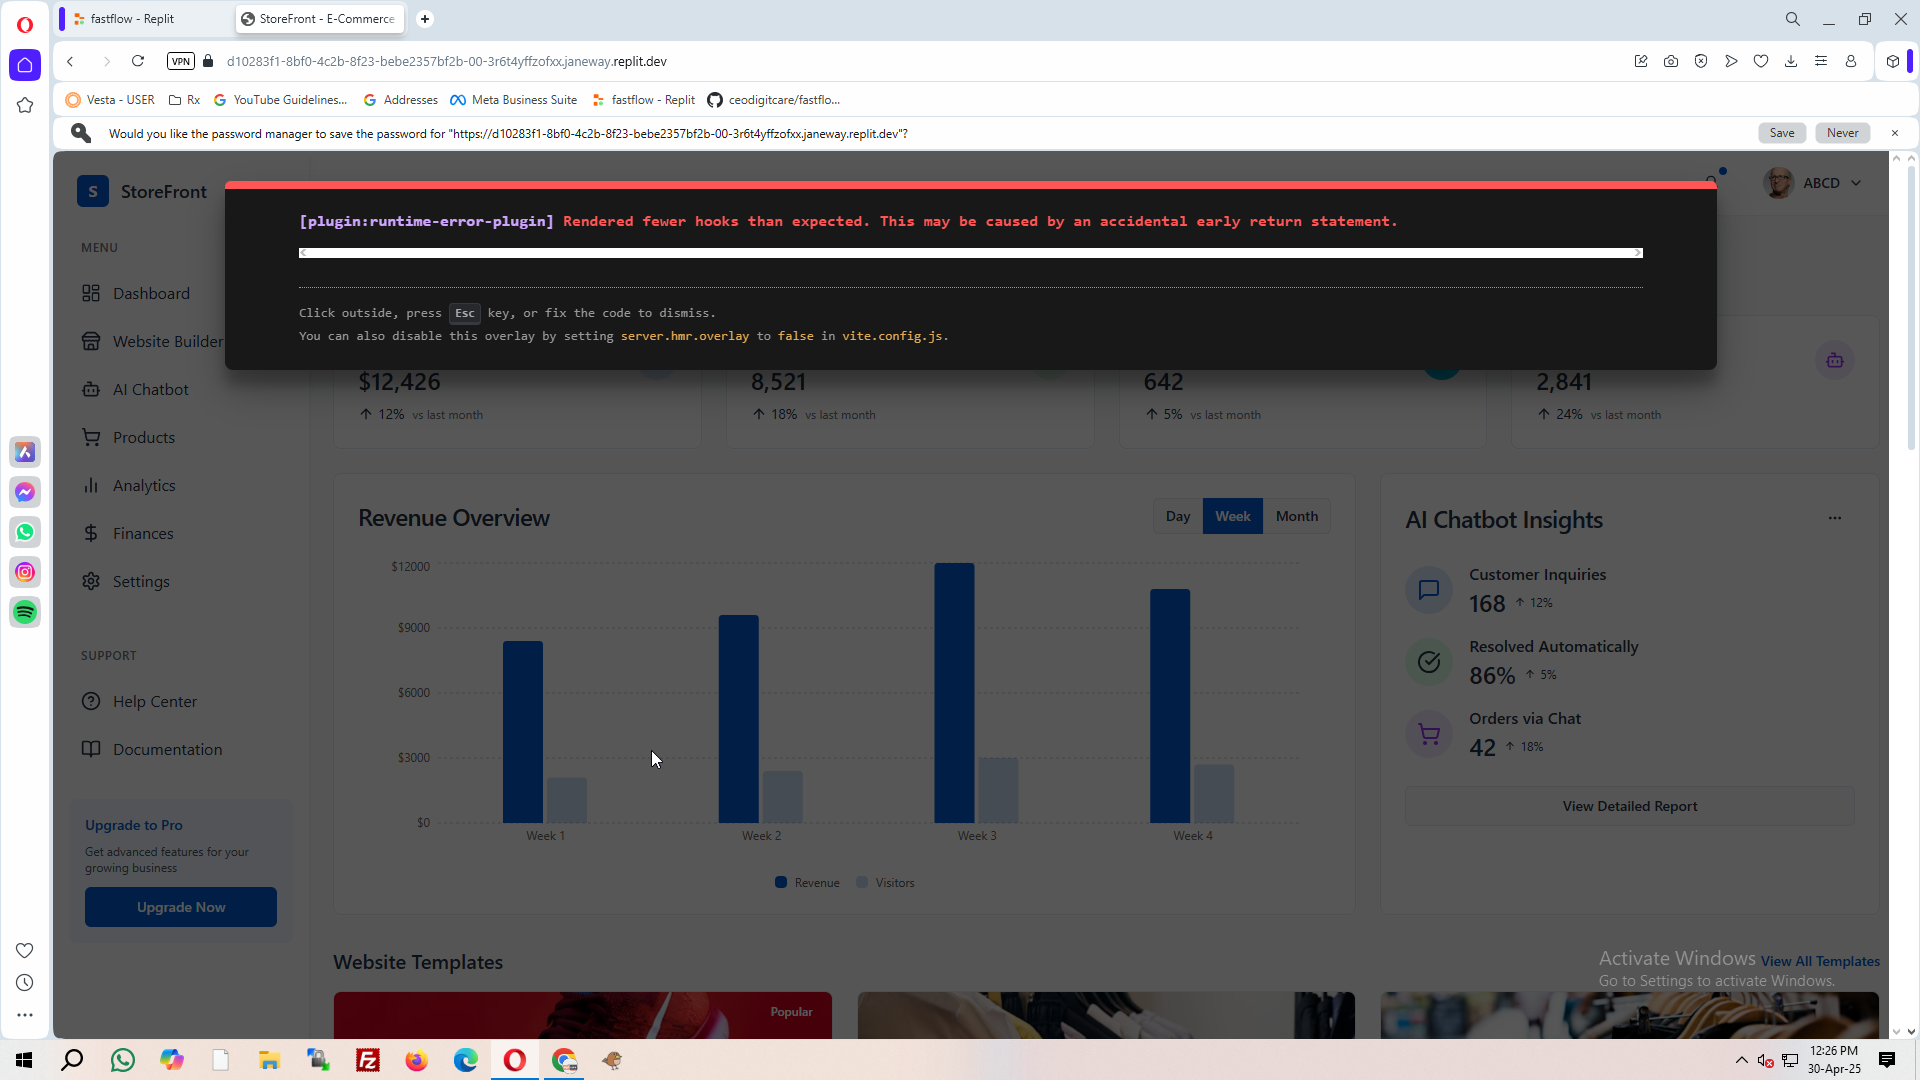 fastflow - Replit
StoreFront - E-Commerce
VPN
d10283f1-8bf0-4c2b-8f23-bebe2357bf2b-00-3r6t4yffzofxx.janeway.replit.dev
Vesta - USER
Rx
YouTube Guidelines...
Addresses
Meta Business Suite
fastflow - Replit
ceodigitcare/fastflo...
Would you like the password manager to save the password for "https://d10283f1-8bf0-4c2b-8f23-bebe2357bf2b-00-3r6t4yffzofxx.janeway.replit.dev"?
Save
Never
S
StoreFront
ABCD
[plugin:runtime-error-plugin] Rendered fewer hooks than expected. This may be caused by an accidental early return statement.
Click outside, press Esc key, or fix the code to dismiss.
You can also disable this overlay by setting server.hmr.overlay to false in vite.config.js.
MENU
Dashboard
Website Builder
AI Chatbot
Products
Analytics
Finances
Settings
SUPPORT
Help Center
Documentation
Upgrade to Pro
Get advanced features for your
growing business
Upgrade Now
$12,426
12% vs last month
8,521
18% vs last month
642
5% vs last month
2,841
24% vs last month
Revenue Overview
Day
Week
Month
$12000
$9000
$6000
$3000
$0
Week 1
Week 2
Week 3
Week 4
Revenue
Visitors
AI Chatbot Insights
Customer Inquiries
168
12%
Resolved Automatically
86%
5%
Orders via Chat
42
18%
View Detailed Report
Website Templates
View All Templates
Popular
Activate Windows
Go to Settings to activate Windows.
12:26 PM
30-Apr-25